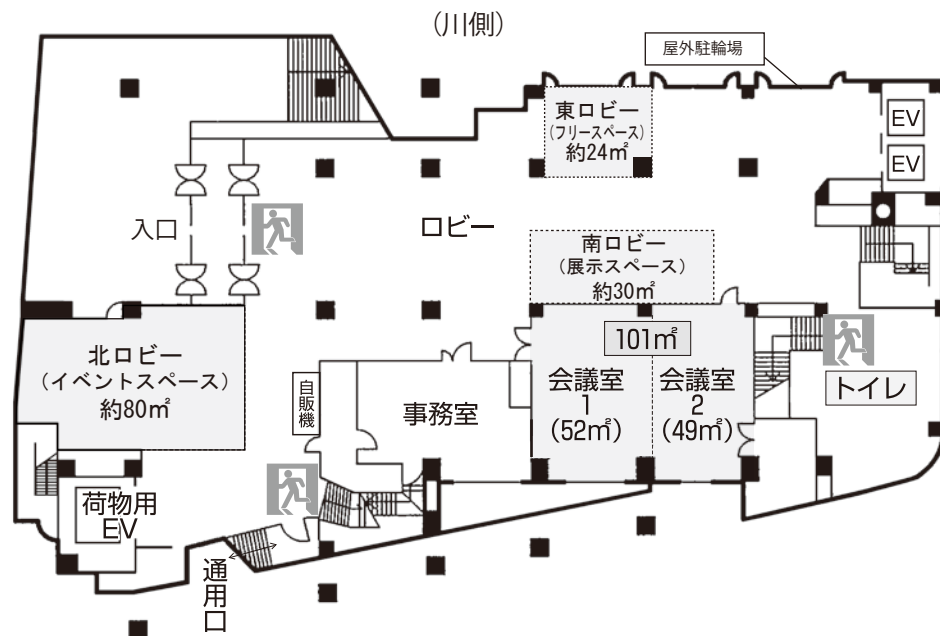 （川側）
屋外駐輪場
東ロビー
（フリースペース）
約24㎡
EV
EV
入口
ロビー
南ロビー
（展示スペース）
約30㎡
101㎡
北ロビー
（イベントスペース）
約80㎡
自販機
事務室
会議室
1
（52㎡）
会議室
2
（49㎡）
トイレ
荷物用
EV
通用口